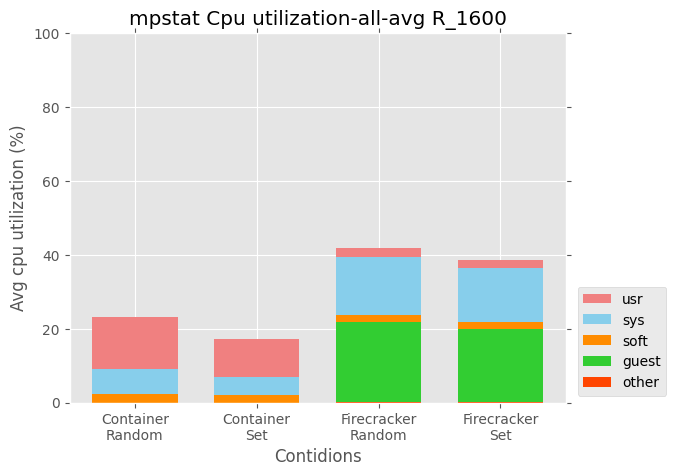 mpstat Cpu utilization-all-avg R_1600
Avg cpu utilization (%)
100
80
60
40
20
0
Container
Random
Container
Set
Firecracker
Random
Firecracker
Set
Contidions
usr
sys
soft
guest
other